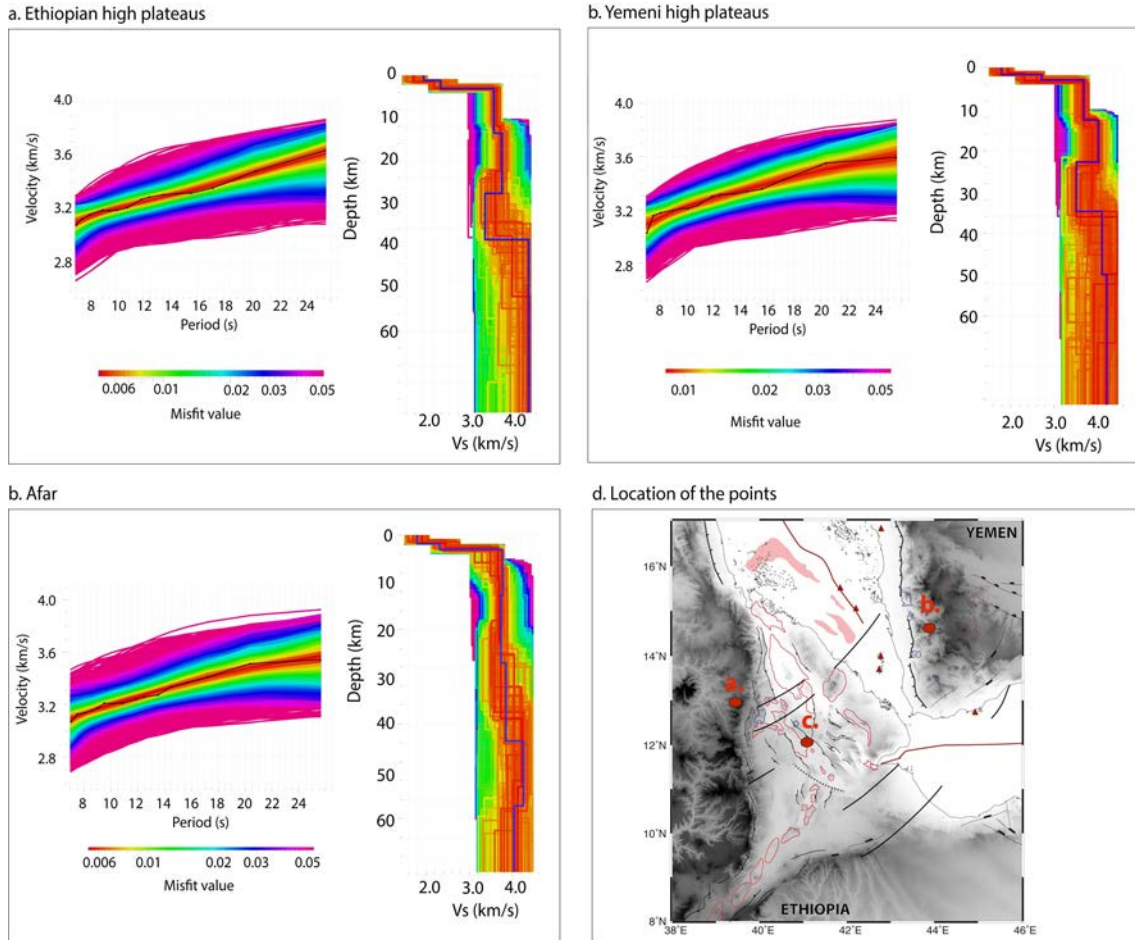 a. Ethiopian high plateaus
4.0
3.6
3.2
2.8
Velocity (km/s)
8 10 12 14 16 18 20 22 24
Period (s)
0.006 0.01 0.02 0.03 0.05
Misfit value
0
10
20
30
40
50
60
Depth (km)
2.0 3.0 4.0
Vs (km/s)
b. Yemeni high plateaus
4.0
3.6
3.2
2.8
Velocity (km/s)
8 10 12 14 16 18 20 22 24
Period (s)
0.01 0.02 0.03 0.05
Misfit value
0
10
20
30
40
50
60
Depth (km)
2.0 3.0 4.0
Vs (km/s)
b. Afar
4.0
3.6
3.2
2.8
Velocity (km/s)
8 10 12 14 16 18 20 22 24
Period (s)
0.006 0.01 0.02 0.03 0.05
Misfit value
0
10
20
30
40
50
60
Depth (km)
2.0 3.0 4.0
Vs (km/s)
d. Location of the points
YEMEN
16°N
b.
14°N
a.
c.
12°N
10°N
ETHIOPIA
8°N
38°E 40°E 42°E 44°E 46°E